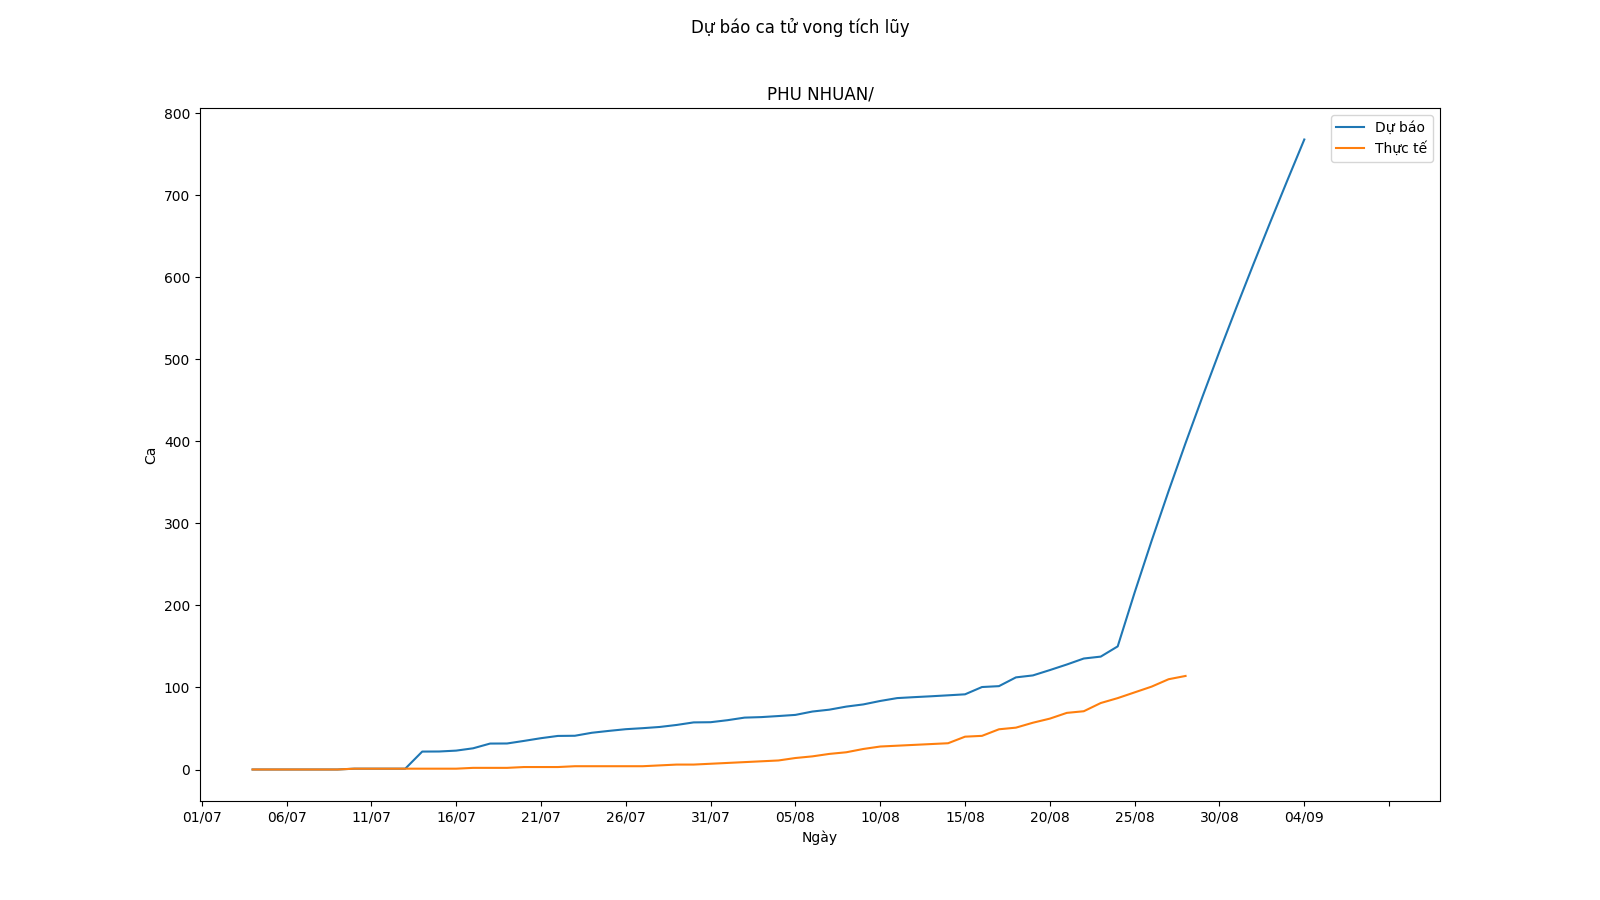 Dự báo ca tử vong tích lũy
PHU NHUAN/
Dự báo
Thực tế
800
700
600
500
400
300
200
100
0
Ca
01/07 06/07 11/07 16/07 21/07 26/07 31/07 05/08 10/08 15/08 20/08 25/08 30/08 04/09
Ngày